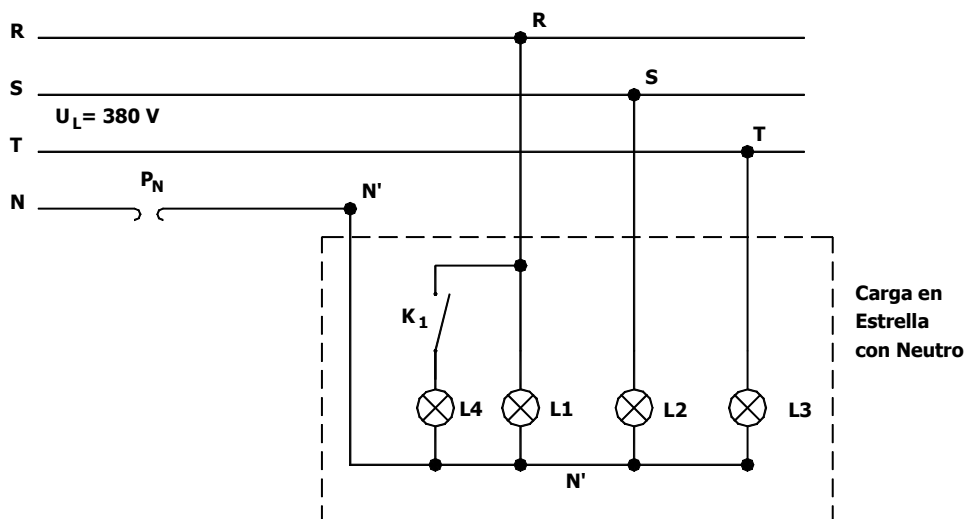 R
R
S
S
U_L= 380 V
T
T
P_N
N'
N
Carga en
Estrella
con Neutro
K_1
L4
L1
L2
L3
N'